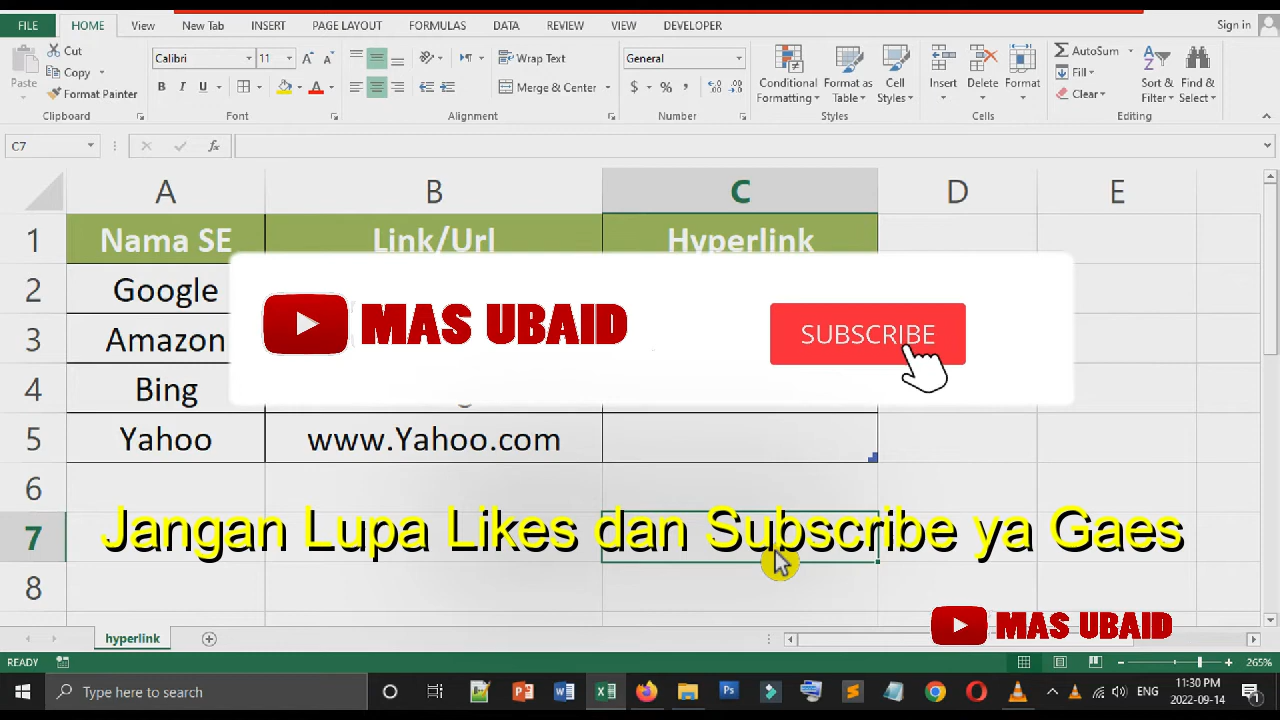 FILE HOME View New Tab INSERT PAGE LAYOUT FORMULAS DATA REVIEW VIEW DEVELOPER Sign in
Cut
Copy
Format Painter
Paste
Clipboard
Calibri 11
B I U
Font
Wrap Text
Merge & Center
Alignment
General
$ % ,
Number
Conditional
Formatting
Format as
Table
Cell
Styles
Styles
Insert Delete Format
Cells
AutoSum
Fill
Clear
Sort &
Filter
Find &
Select
Editing
C7 fx
A B C D E
1 Nama SE Link/Url Hyperlink
2 Google
3 Amazon
4 Bing
5 Yahoo www.Yahoo.com
6
7
8
MAS UBAID SUBSCRIBE
Jangan Lupa Likes dan Subscribe ya Gaes
MAS UBAID
hyperlink
READY 265%
Type here to search
ENG
11:30 PM
2022-09-14